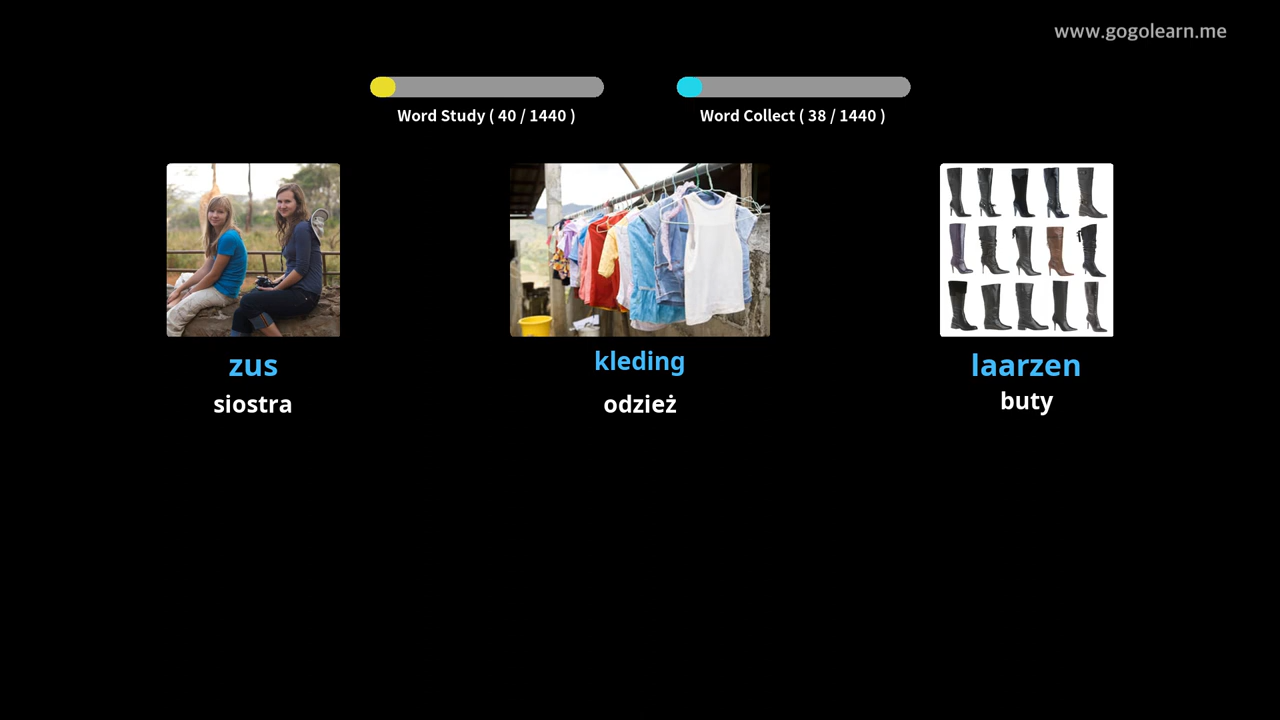 www.gogolearn.me
Word Study ( 40 / 1440 )
Word Collect ( 38 / 1440 )
zus
kleding
laarzen
siostra
odzież
buty